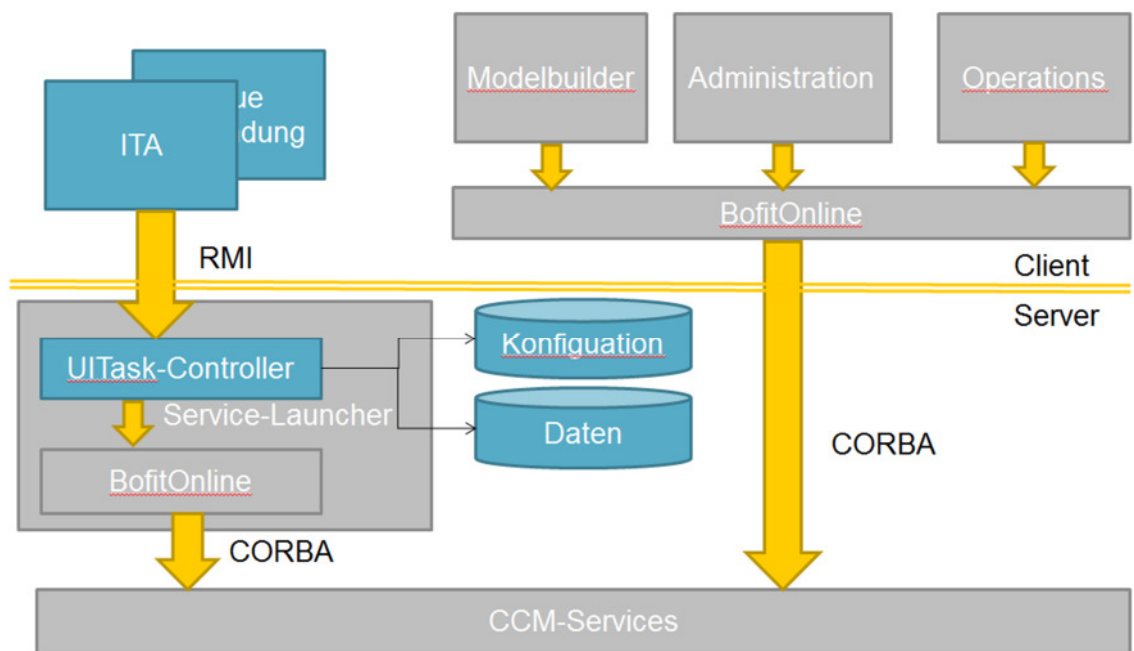 Modelbuilder
Administration
Operations
ue
ITA
dung
BofitOnline
RMI
Client
Server
Konfiguation
UITask-Controller
Service-Launcher
Daten
CORBA
BofitOnline
CORBA
CCM-Services